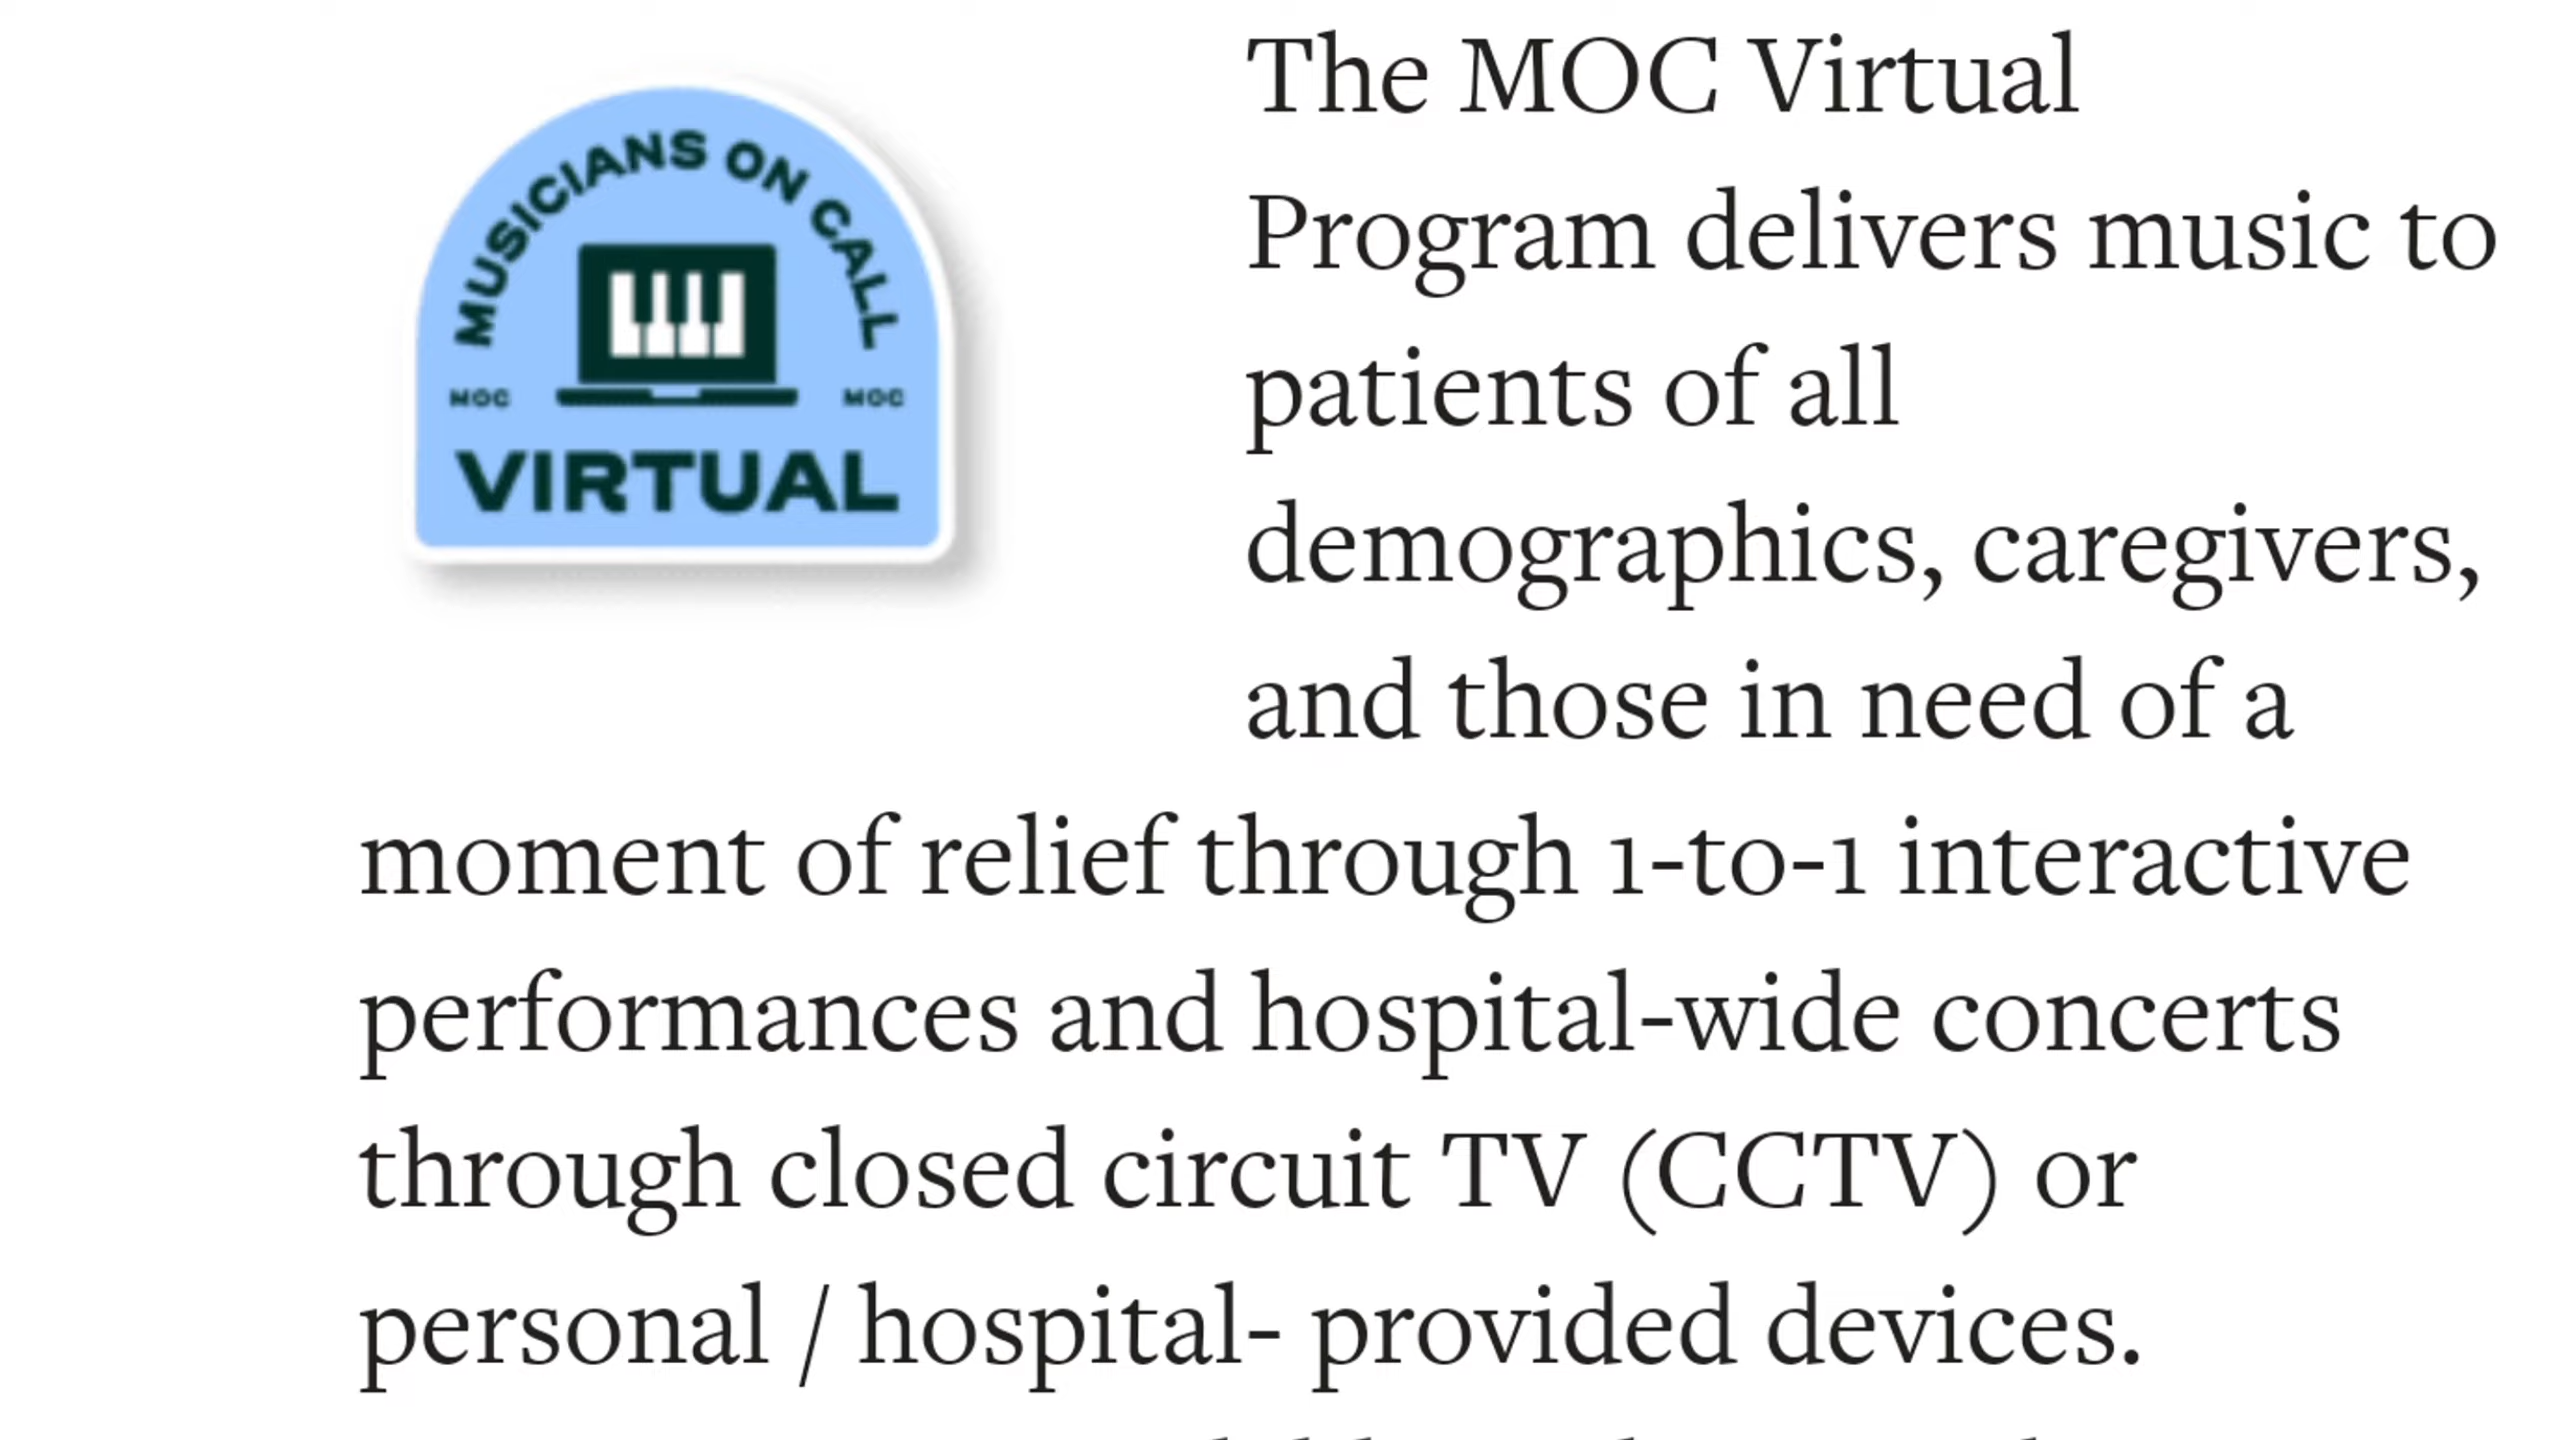 MUSICIANS ON CALL
MOC MOC
VIRTUAL
The MOC Virtual
Program delivers music to
patients of all
demographics, caregivers,
and those in need of a
moment of relief through 1-to-1 interactive
performances and hospital-wide concerts
through closed circuit TV (CCTV) or
personal / hospital- provided devices.